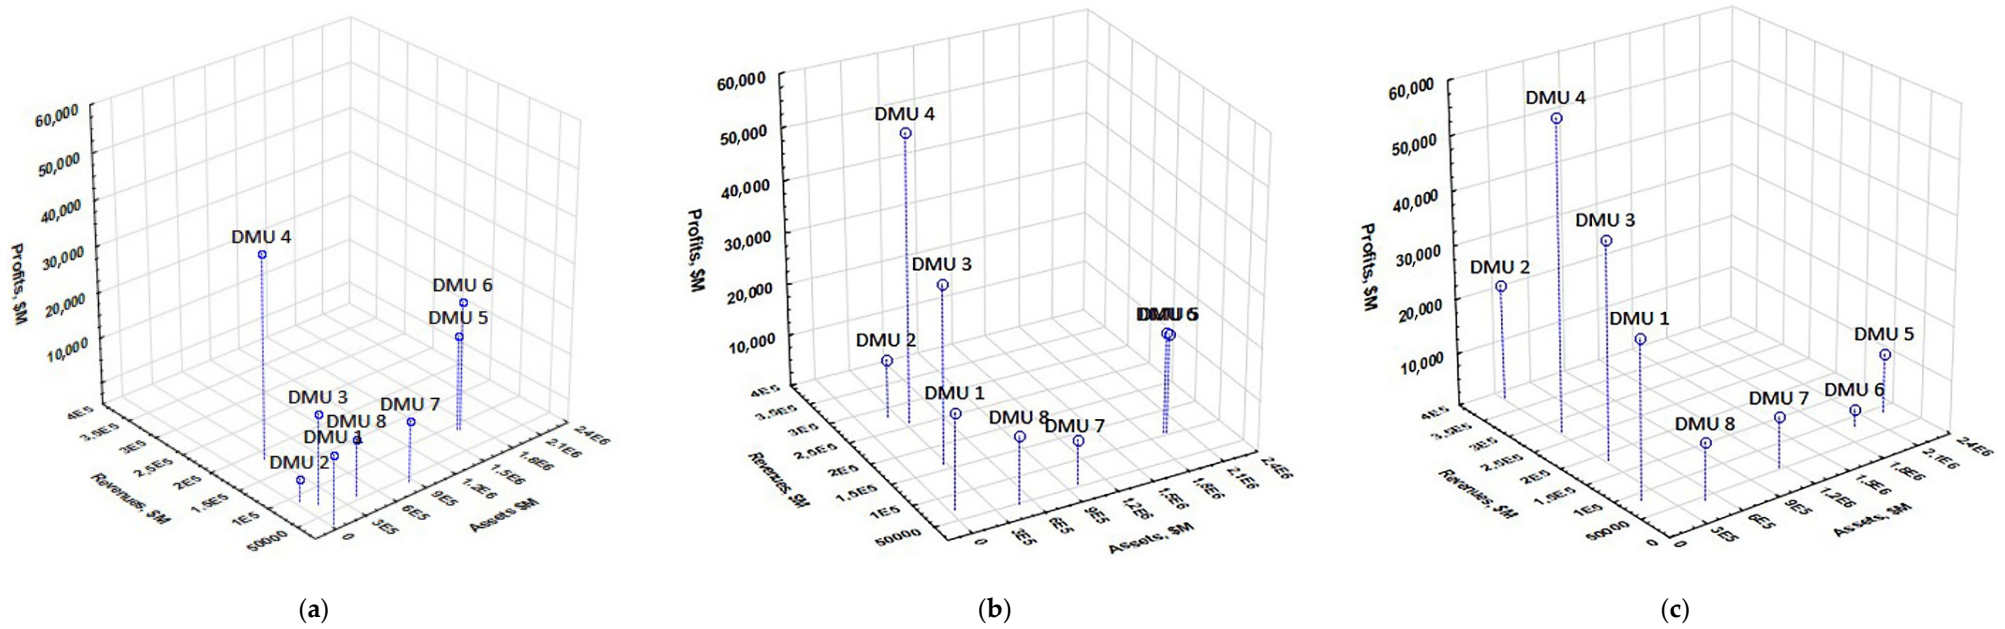 60,000
50,000
40,000
30,000
20,000
10,000
Profits, $M
4E5
3,5E5
3E5
2,5E5
2E5
1,5E5
1E5
50000
Revenues, $M
0
3E5
6E5
9E5
1,2E6
1,5E6
1,8E6
2,1E6
2,4E6
Assets $M
DMU 4
DMU 6
DMU 5
DMU 3
DMU 7
DMU 8
DMU 1
DMU 2
(a)
60,000
50,000
40,000
30,000
20,000
10,000
Profits, $M
4E5
3,5E5
3E5
2,5E5
2E5
1,5E5
1E5
50000
Revenues, $M
0
3E5
6E5
9E5
1,2E6
1,5E6
1,8E6
2,1E6
2,4E6
Assets, $M
DMU 4
DMU 3
DMU 2
DMU 1
DMU 8
DMU 7
(b)
60,000
50,000
40,000
30,000
20,000
10,000
Profits, $M
4E5
3,5E5
3E5
2,5E5
2E5
1,5E5
1E5
50000
0
Revenues, $M
0
3E5
6E5
9E5
1,2E6
1,5E6
1,8E6
2,1E6
2,4E6
Assets, $M
DMU 4
DMU 3
DMU 2
DMU 1
DMU 5
DMU 6
DMU 7
DMU 8
(c)